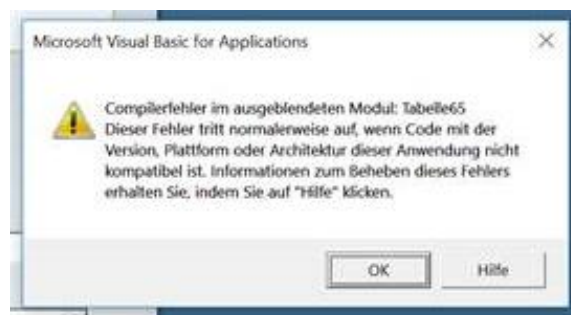 Microsoft Visual Basic for Applications
Compilerfehler im ausgeblendeten Modul: Tabelle65
Dieser Fehler tritt normalerweise auf, wenn Code mit der
Version, Plattform oder Architektur dieser Anwendung nicht
kompatibel ist. Informationen zum Beheben dieses Fehlers
erhalten Sie, indem Sie auf "Hilfe" klicken.
OK
Hilfe